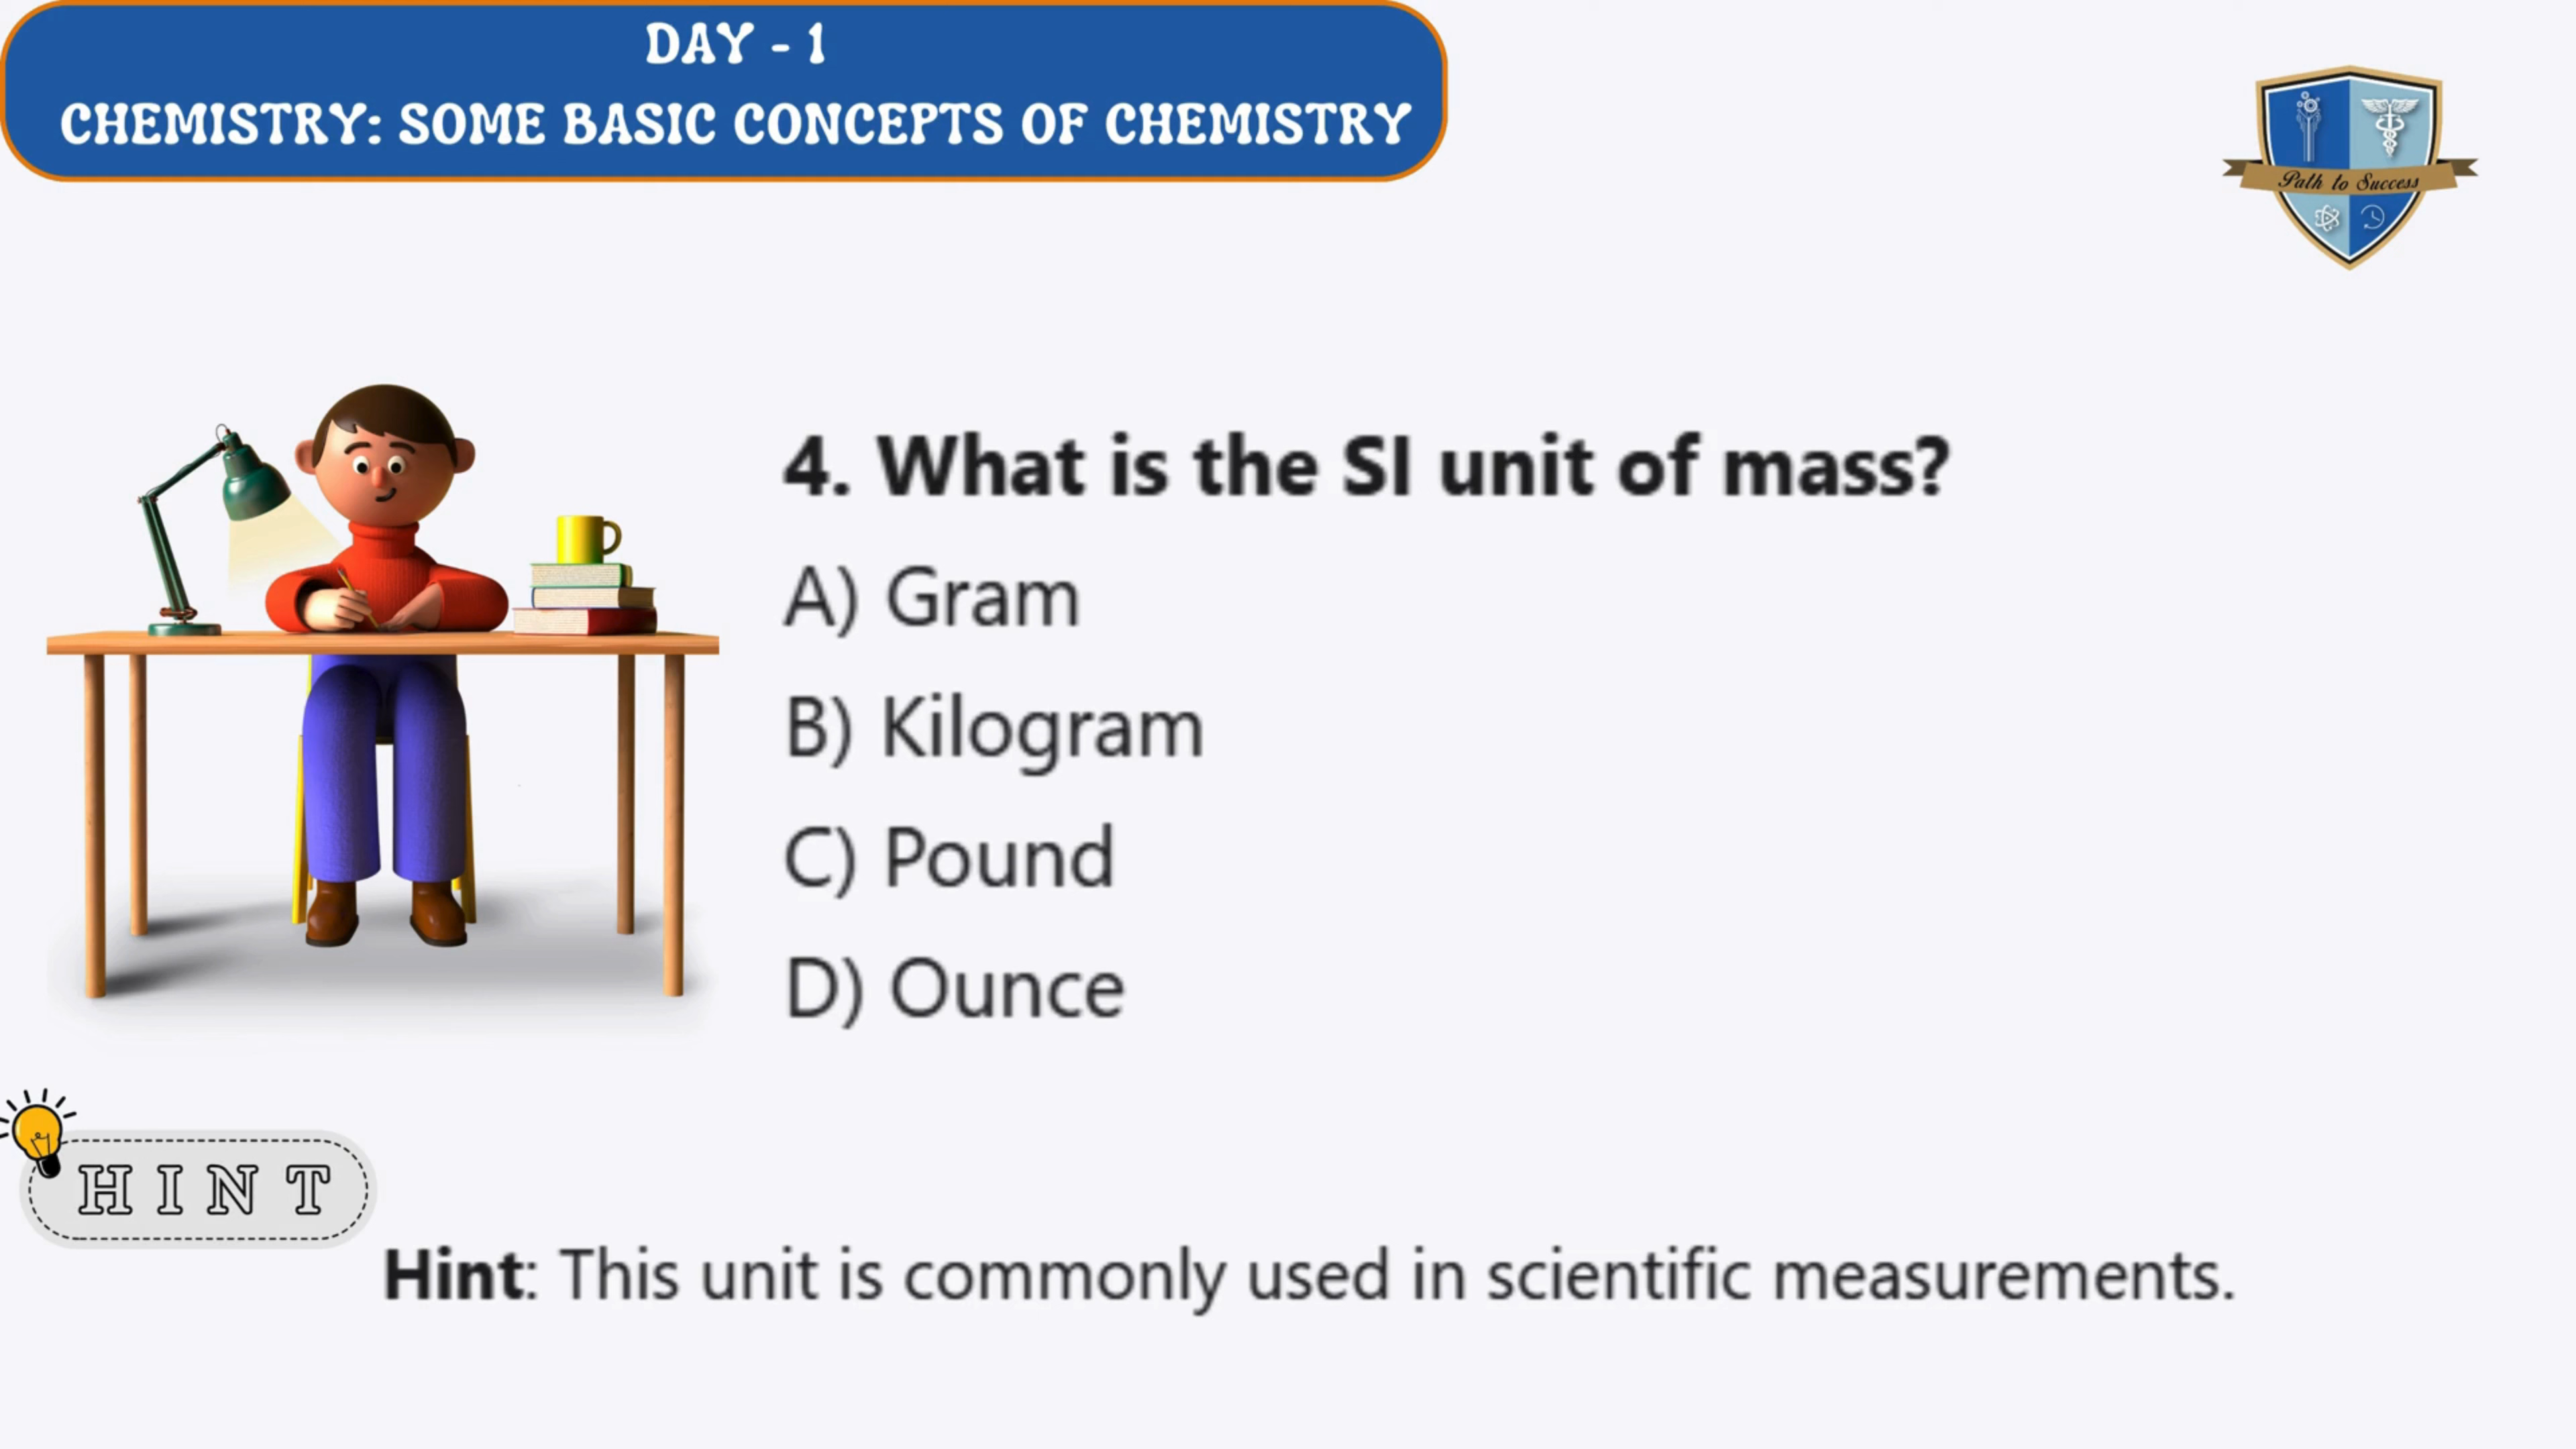 DAY - 1
CHEMISTRY: SOME BASIC CONCEPTS OF CHEMISTRY
Path to Success
4. What is the SI unit of mass?
A) Gram
B) Kilogram
C) Pound
D) Ounce
HINT
Hint: This unit is commonly used in scientific measurements.